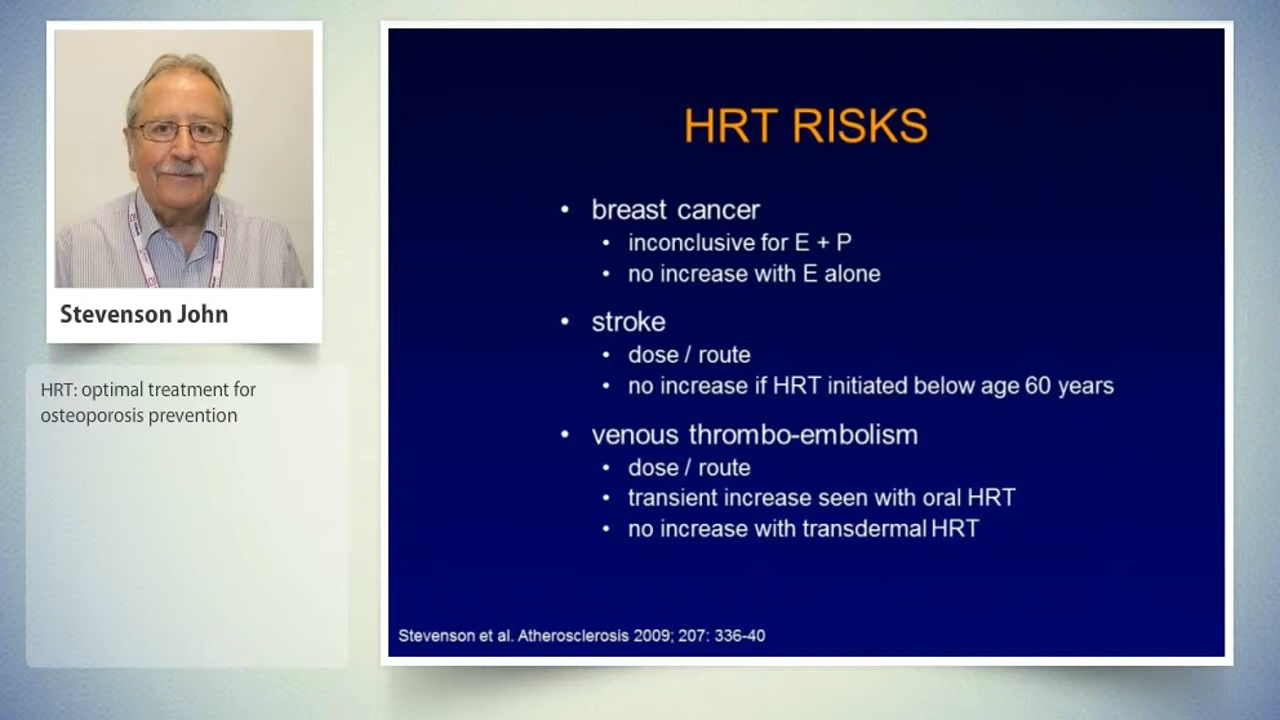 Stevenson John
HRT: optimal treatment for
osteoporosis prevention
HRT RISKS
• breast cancer
• inconclusive for E + P
• no increase with E alone
• stroke
• dose / route
• no increase if HRT initiated below age 60 years
• venous thrombo-embolism
• dose / route
• transient increase seen with oral HRT
• no increase with transdermal HRT
Stevenson et al. Atherosclerosis 2009; 207: 336-40